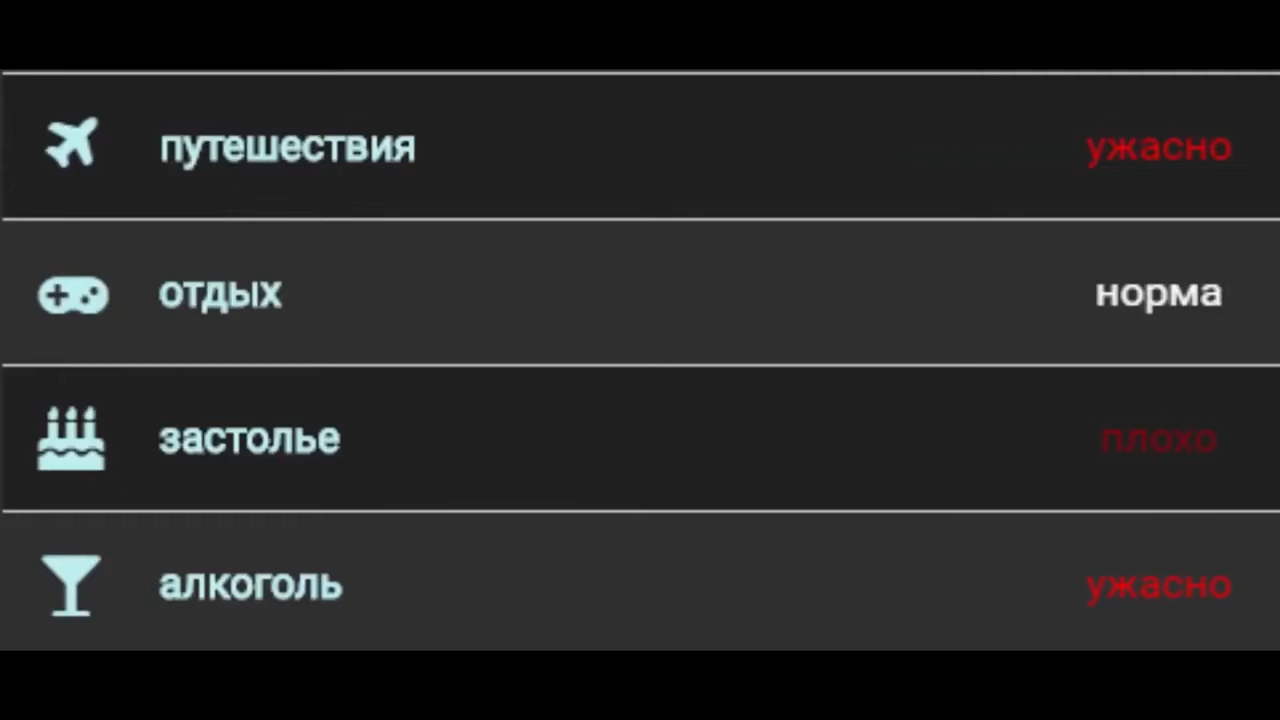 путешествия ужасно
отдых норма
застолье плохо
алкоголь ужасно